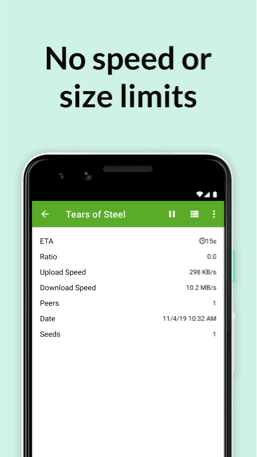 No speed or
size limits
Tears of Steel
ETA 15s
Ratio 0.0
Upload Speed 298 KB/s
Download Speed 10.2 MB/s
Peers 1
Date 11/4/19 10:32 AM
Seeds 1